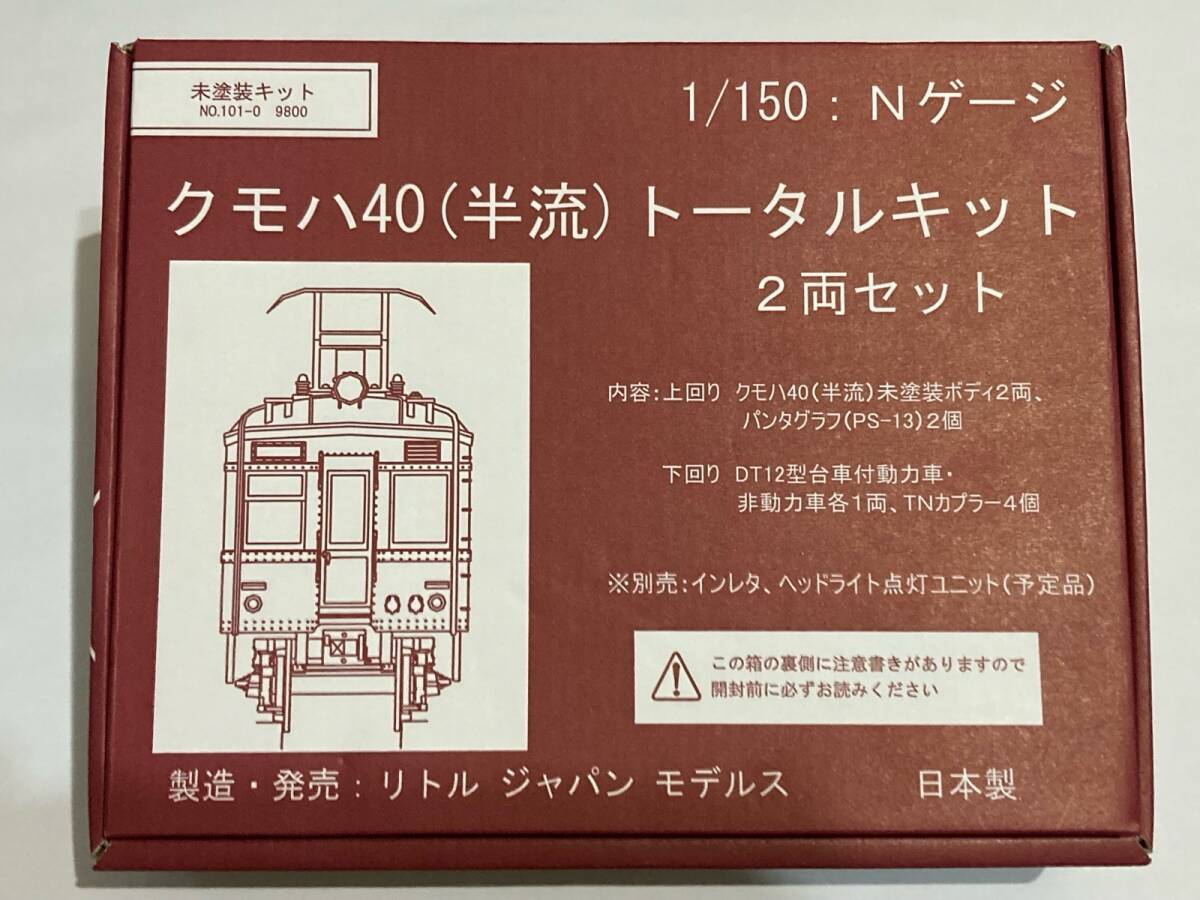 未塗装キット
NO.101-0 9800
1/150：Nゲージ
クモハ40(半流)トータルキット
2両セット
内容：上回り クモハ40(半流)未塗装ボディ2両、
パンタグラフ(PS-13)2個
下回り DT12型台車付動力車・
非動力車各1両、TNカプラー4個
※別売：インレタ、ヘッドライト点灯ユニット(予定品)
この箱の裏側に注意書きがありますので
開封前に必ずお読みください
製造・発売：リトル ジャパン モデルス 日本製